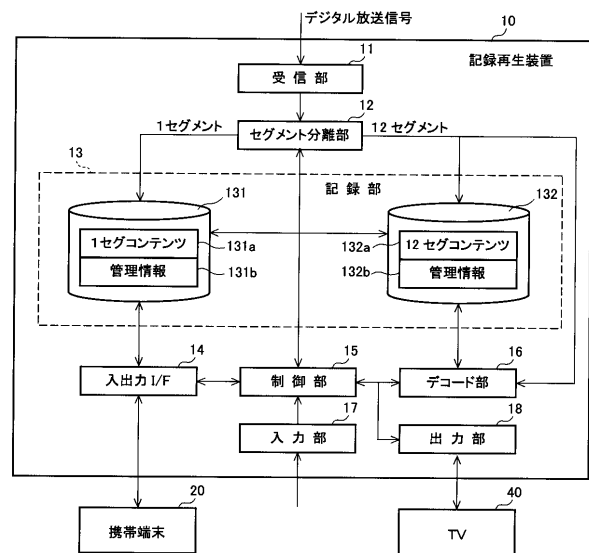 デジタル放送信号
10
記録再生装置
11
受信部
12
セグメント分離部
1セグメント
12セグメント
13
記録部
131
132
1セグコンテンツ
131a
132a
12セグコンテンツ
管理情報
131b
132b
管理情報
14
15
16
入出力 I/F
制御部
デコード部
17
18
入力部
出力部
20
40
携帯端末
TV